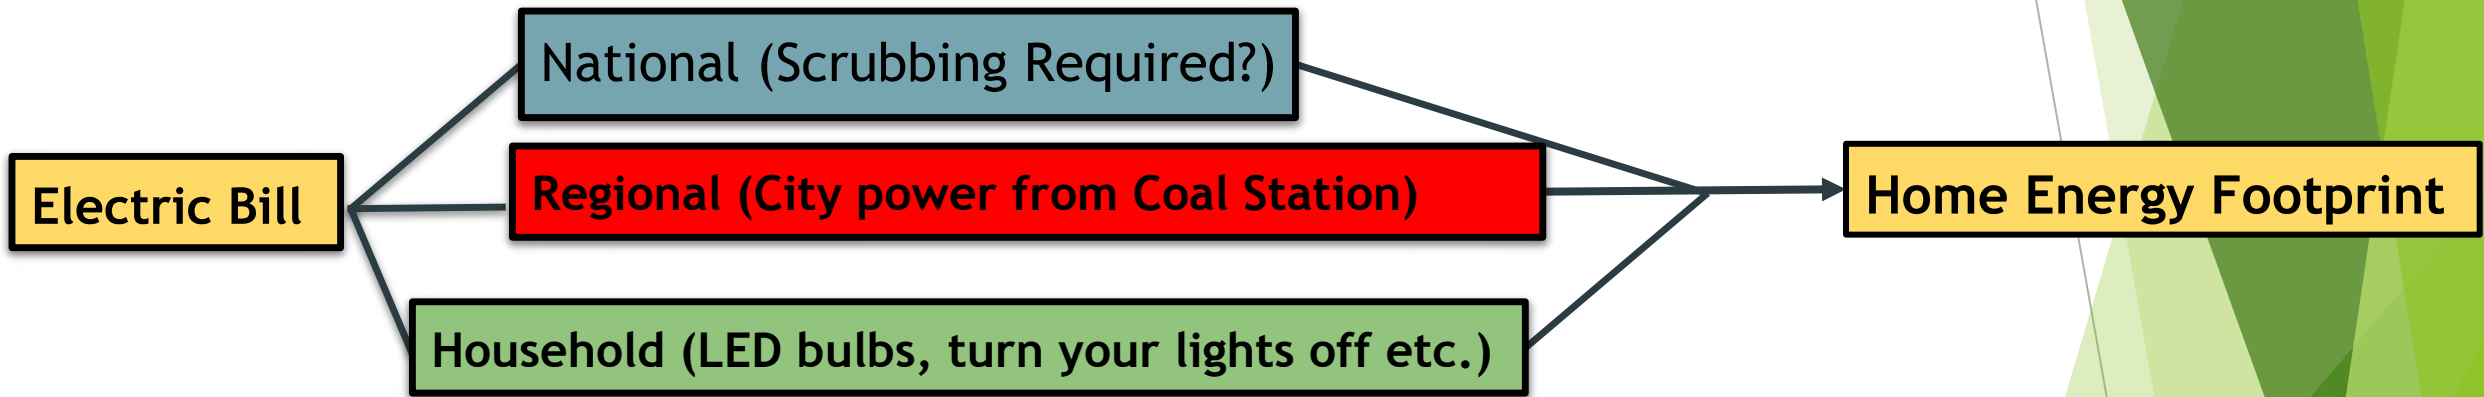 National (Scrubbing Required?)
Electric Bill
Regional (City power from Coal Station)
Home Energy Footprint
Household (LED bulbs, turn your lights off etc.)